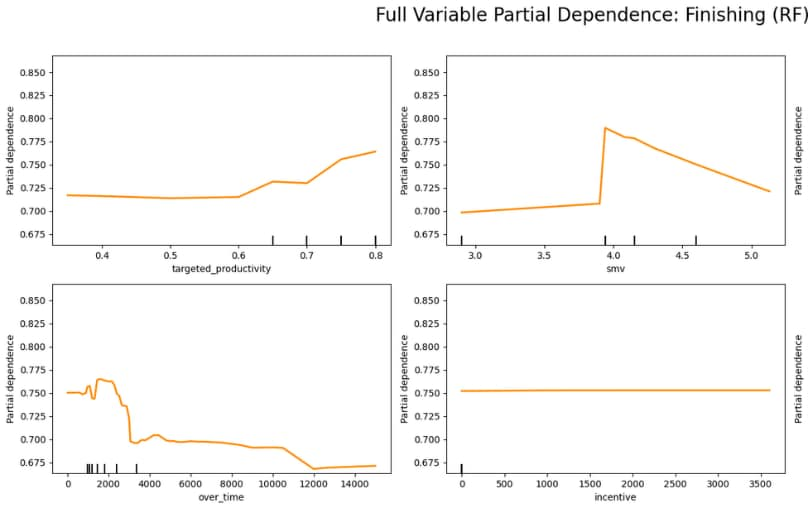 Full Variable Partial Dependence: Finishing (RF)
0.850
0.825
0.800
0.775
0.750
0.725
0.700
0.675
Partial dependence
0.4 0.5 0.6 0.7 0.8
targeted_productivity
0.850
0.825
0.800
0.775
0.750
0.725
0.700
0.675
Partial dependence
3.0 3.5 4.0 4.5 5.0
smv
Partial dependence
0.850
0.825
0.800
0.775
0.750
0.725
0.700
0.675
Partial dependence
0 2000 4000 6000 8000 10000 12000 14000
over_time
0.850
0.825
0.800
0.775
0.750
0.725
0.700
0.675
Partial dependence
0 500 1000 1500 2000 2500 3000 3500
incentive
Partial dependence